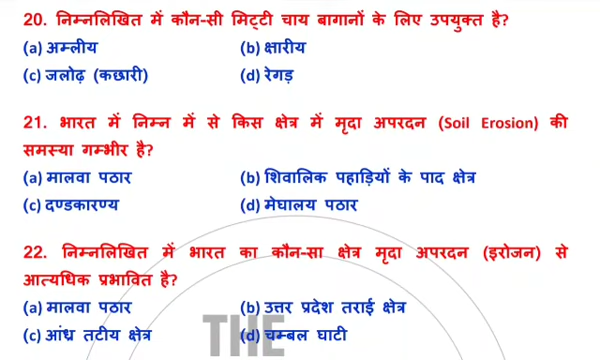 20. निम्नलिखित में कौन-सी मिट्टी चाय बागानों के लिए उपयुक्त है?
(a) अम्लीय (b) क्षारीय
(c) जलोढ़ (कछारी) (d) रेगड़
21. भारत में निम्न में से किस क्षेत्र में मृदा अपरदन (Soil Erosion) की
समस्या गम्भीर है?
(a) मालवा पठार (b) शिवालिक पहाड़ियों के पाद क्षेत्र
(c) दण्डकारण्य (d) मेघालय पठार
22. निम्नलिखित में भारत का कौन-सा क्षेत्र मृदा अपरदन (इरोजन) से
आत्यधिक प्रभावित है?
(a) मालवा पठार (b) उत्तर प्रदेश तराई क्षेत्र
(c) आंध्र तटीय क्षेत्र (d) चम्बल घाटी
THE